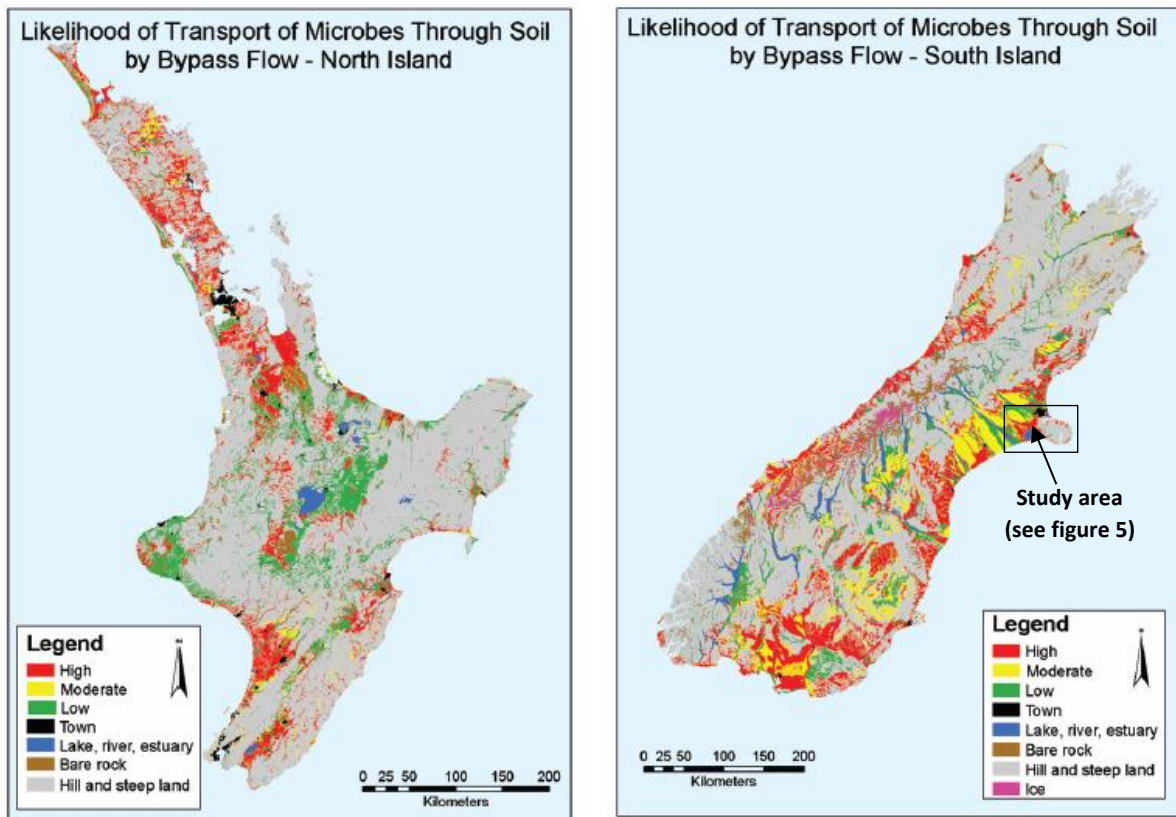 Likelihood of Transport of Microbes Through Soil
by Bypass Flow - North Island
Legend
N
High
Moderate
Low
Town
Lake, river, estuary
Bare rock
Hill and steep land
0 25 50 100 150 200
Kilometers
Likelihood of Transport of Microbes Through Soil
by Bypass Flow - South Island
Study area
(see figure 5)
Legend
N
High
Moderate
Low
Town
Lake, river, estuary
Bare rock
Hill and steep land
Ice
0 25 50 100 150 200
Kilometers